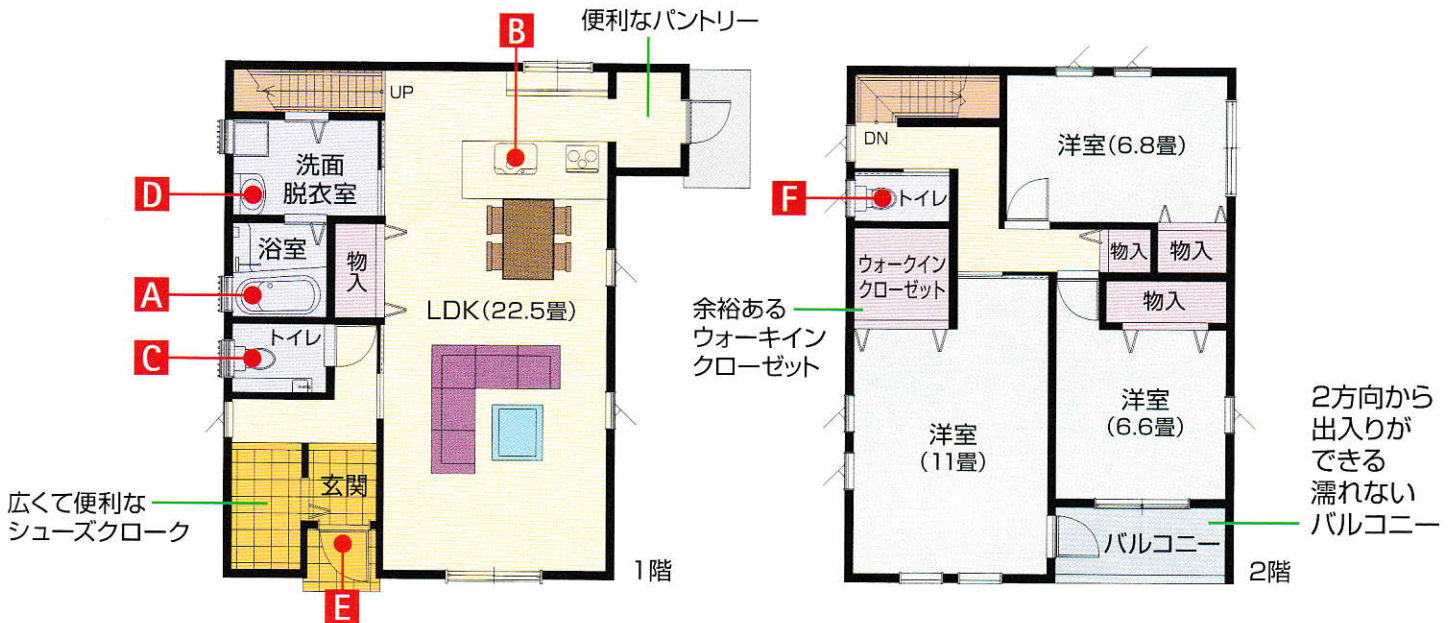 便利なパントリー
B
UP
洗面
脱衣室
D
浴室
物
入
A
LDK(22.5畳)
トイレ
C
玄関
広くて便利な
シューズクローク
E
1階
DN
洋室(6.8畳)
F
トイレ
物入
物入
ウォークイン
クローゼット
物入
余裕ある
ウォーキイン
クローゼット
洋室
(6.6畳)
洋室
(11畳)
2方向から
出入りが
できる
濡れない
バルコニー
バルコニー
2階